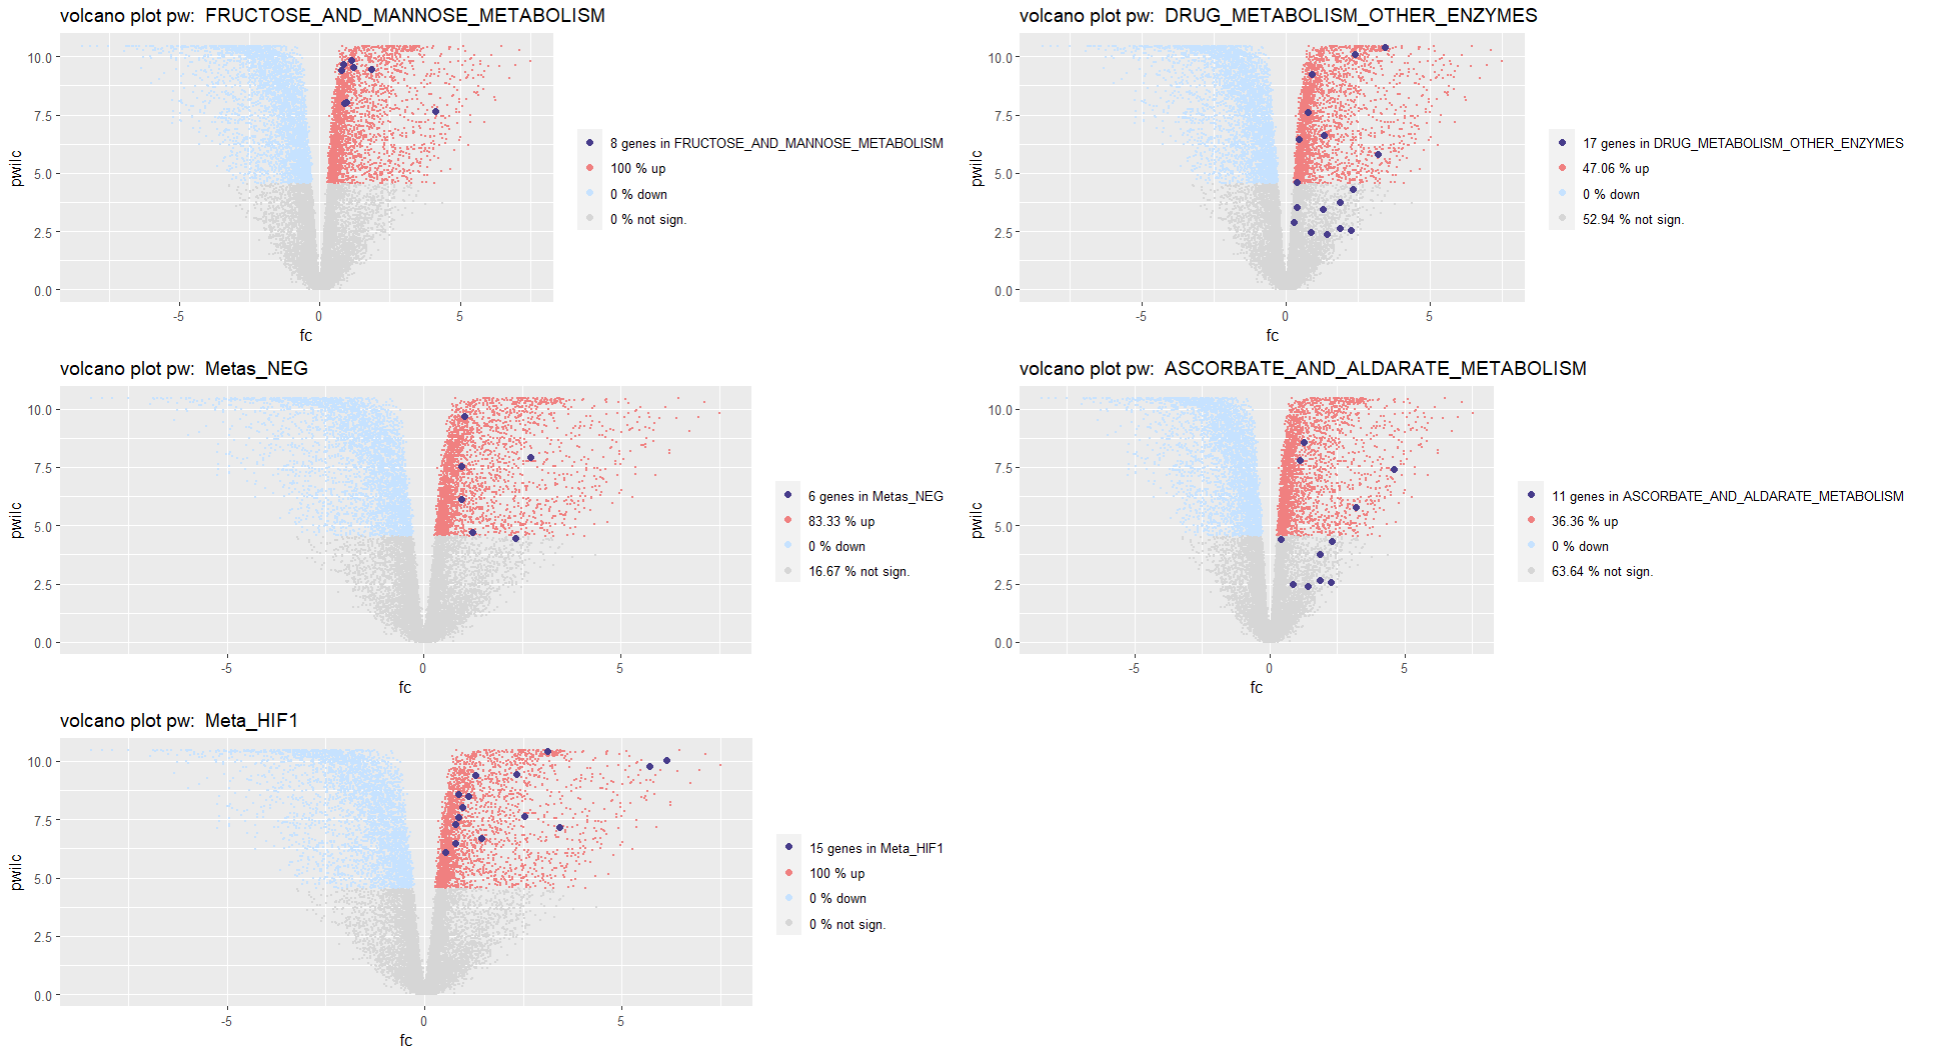 volcano plot pw:  FRUCTOSE_AND_MANNOSE_METABOLISM
10.0
7.5
5.0
2.5
0.0
pwilc
-5
0
5
fc
8 genes in FRUCTOSE_AND_MANNOSE_METABOLISM
100 % up
0 % down
0 % not sign.
volcano plot pw:  DRUG_METABOLISM_OTHER_ENZYMES
10.0
7.5
5.0
2.5
0.0
pwilc
-5
0
5
fc
17 genes in DRUG_METABOLISM_OTHER_ENZYMES
47.06 % up
0 % down
52.94 % not sign.
volcano plot pw:  Metas_NEG
10.0
7.5
5.0
2.5
0.0
pwilc
-5
0
5
fc
6 genes in Metas_NEG
83.33 % up
0 % down
16.67 % not sign.
volcano plot pw:  ASCORBATE_AND_ALDARATE_METABOLISM
10.0
7.5
5.0
2.5
0.0
pwilc
-5
0
5
fc
11 genes in ASCORBATE_AND_ALDARATE_METABOLISM
36.36 % up
0 % down
63.64 % not sign.
volcano plot pw:  Meta_HIF1
10.0
7.5
5.0
2.5
0.0
pwilc
-5
0
5
fc
15 genes in Meta_HIF1
100 % up
0 % down
0 % not sign.